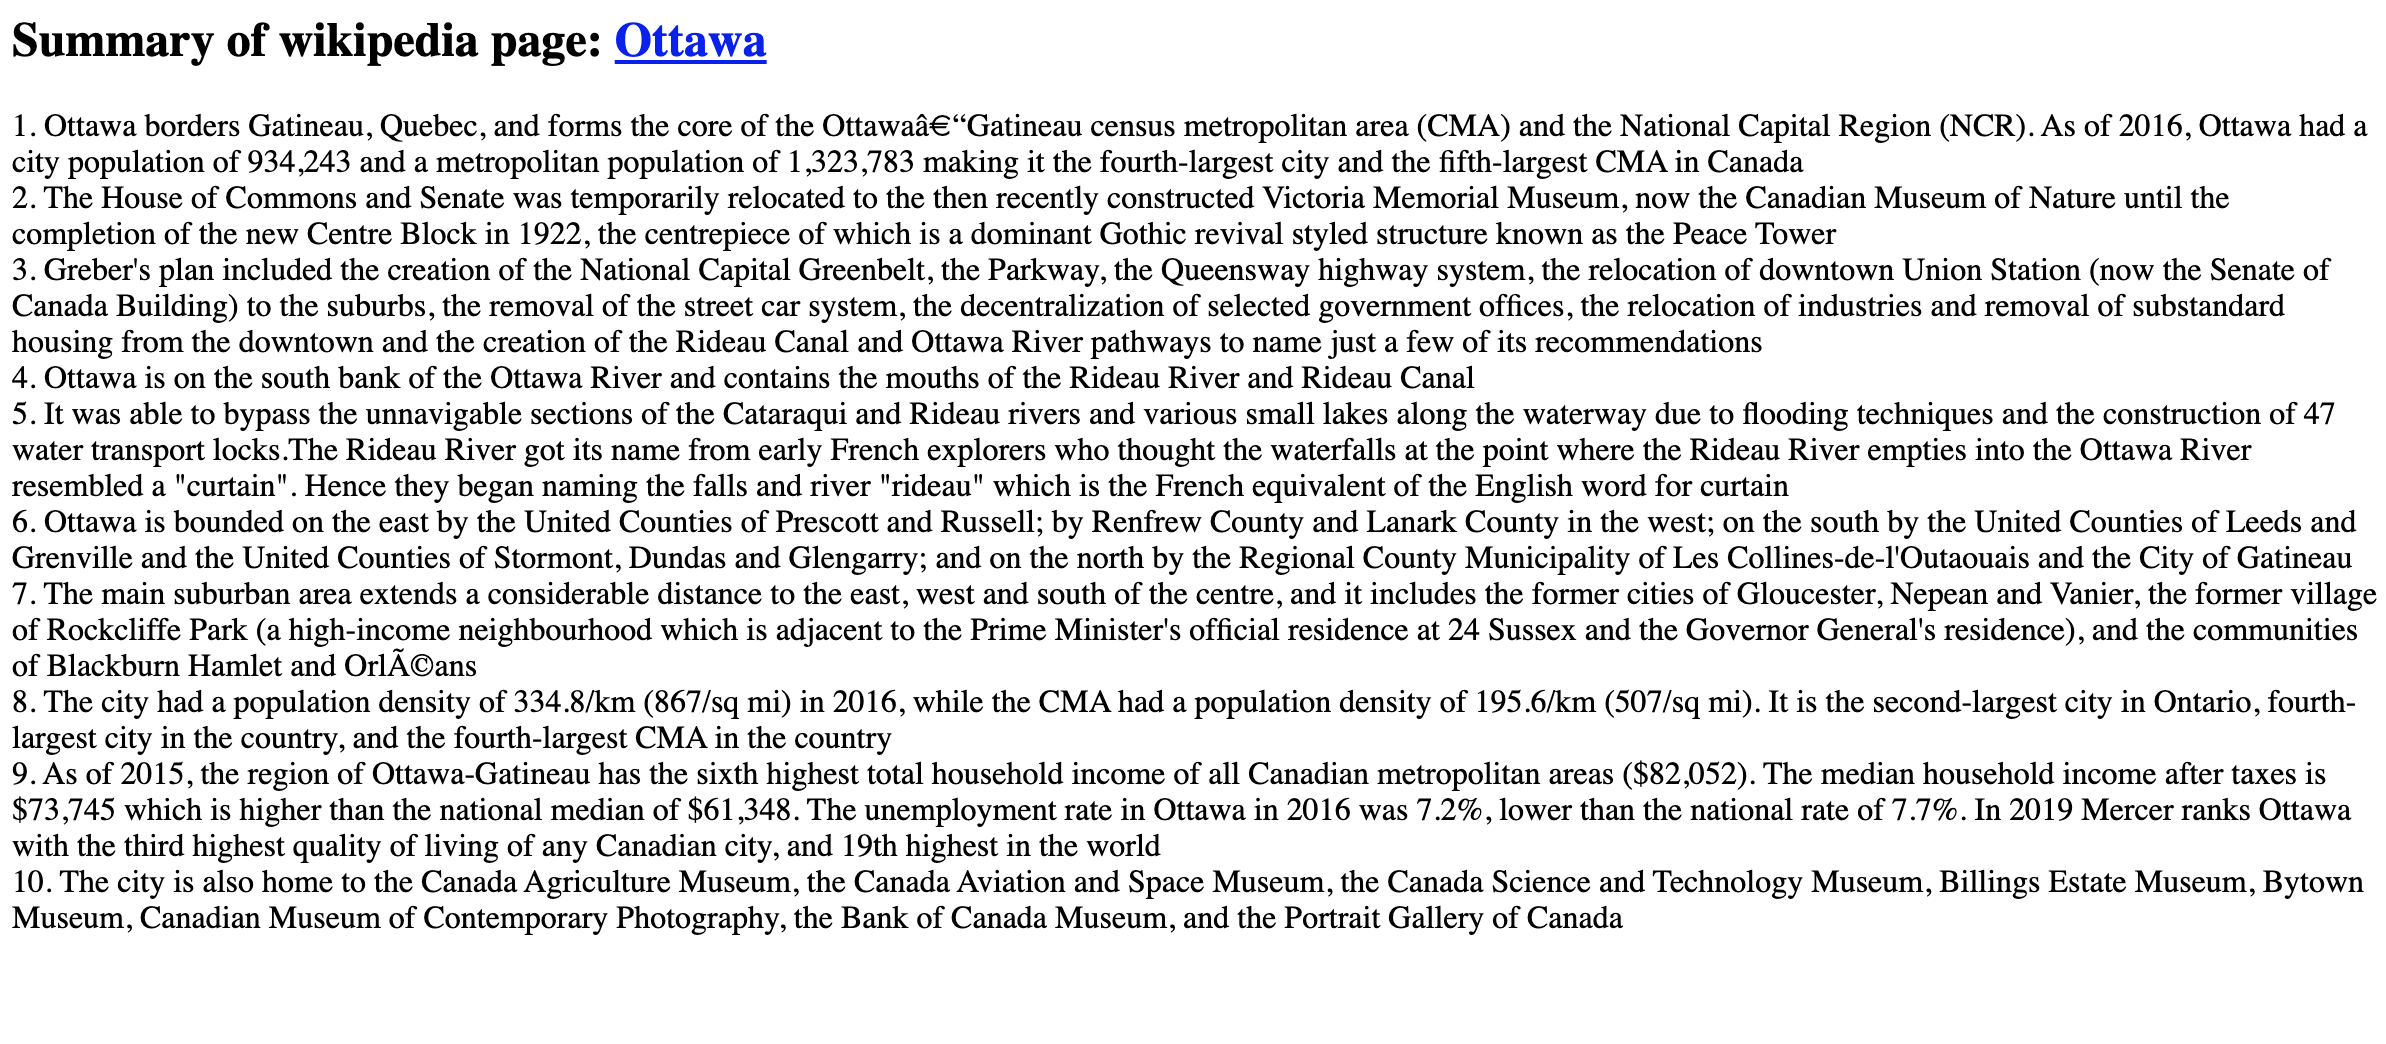 Summary of wikipedia page: Ottawa
1. Ottawa borders Gatineau, Quebec, and forms the core of the Ottawaâ€“Gatineau census metropolitan area (CMA) and the National Capital Region (NCR). As of 2016, Ottawa had a
city population of 934,243 and a metropolitan population of 1,323,783 making it the fourth-largest city and the fifth-largest CMA in Canada
2. The House of Commons and Senate was temporarily relocated to the then recently constructed Victoria Memorial Museum, now the Canadian Museum of Nature until the
completion of the new Centre Block in 1922, the centrepiece of which is a dominant Gothic revival styled structure known as the Peace Tower
3. Greber's plan included the creation of the National Capital Greenbelt, the Parkway, the Queensway highway system, the relocation of downtown Union Station (now the Senate of
Canada Building) to the suburbs, the removal of the street car system, the decentralization of selected government offices, the relocation of industries and removal of substandard
housing from the downtown and the creation of the Rideau Canal and Ottawa River pathways to name just a few of its recommendations
4. Ottawa is on the south bank of the Ottawa River and contains the mouths of the Rideau River and Rideau Canal
5. It was able to bypass the unnavigable sections of the Cataraqui and Rideau rivers and various small lakes along the waterway due to flooding techniques and the construction of 47
water transport locks.The Rideau River got its name from early French explorers who thought the waterfalls at the point where the Rideau River empties into the Ottawa River
resembled a "curtain". Hence they began naming the falls and river "rideau" which is the French equivalent of the English word for curtain
6. Ottawa is bounded on the east by the United Counties of Prescott and Russell; by Renfrew County and Lanark County in the west; on the south by the United Counties of Leeds and
Grenville and the United Counties of Stormont, Dundas and Glengarry; and on the north by the Regional County Municipality of Les Collines-de-l'Outaouais and the City of Gatineau
7. The main suburban area extends a considerable distance to the east, west and south of the centre, and it includes the former cities of Gloucester, Nepean and Vanier, the former village
of Rockcliffe Park (a high-income neighbourhood which is adjacent to the Prime Minister's official residence at 24 Sussex and the Governor General's residence), and the communities
of Blackburn Hamlet and OrlÃ©ans
8. The city had a population density of 334.8/km (867/sq mi) in 2016, while the CMA had a population density of 195.6/km (507/sq mi). It is the second-largest city in Ontario, fourth-
largest city in the country, and the fourth-largest CMA in the country
9. As of 2015, the region of Ottawa-Gatineau has the sixth highest total household income of all Canadian metropolitan areas ($82,052). The median household income after taxes is
$73,745 which is higher than the national median of $61,348. The unemployment rate in Ottawa in 2016 was 7.2%, lower than the national rate of 7.7%. In 2019 Mercer ranks Ottawa
with the third highest quality of living of any Canadian city, and 19th highest in the world
10. The city is also home to the Canada Agriculture Museum, the Canada Aviation and Space Museum, the Canada Science and Technology Museum, Billings Estate Museum, Bytown
Museum, Canadian Museum of Contemporary Photography, the Bank of Canada Museum, and the Portrait Gallery of Canada